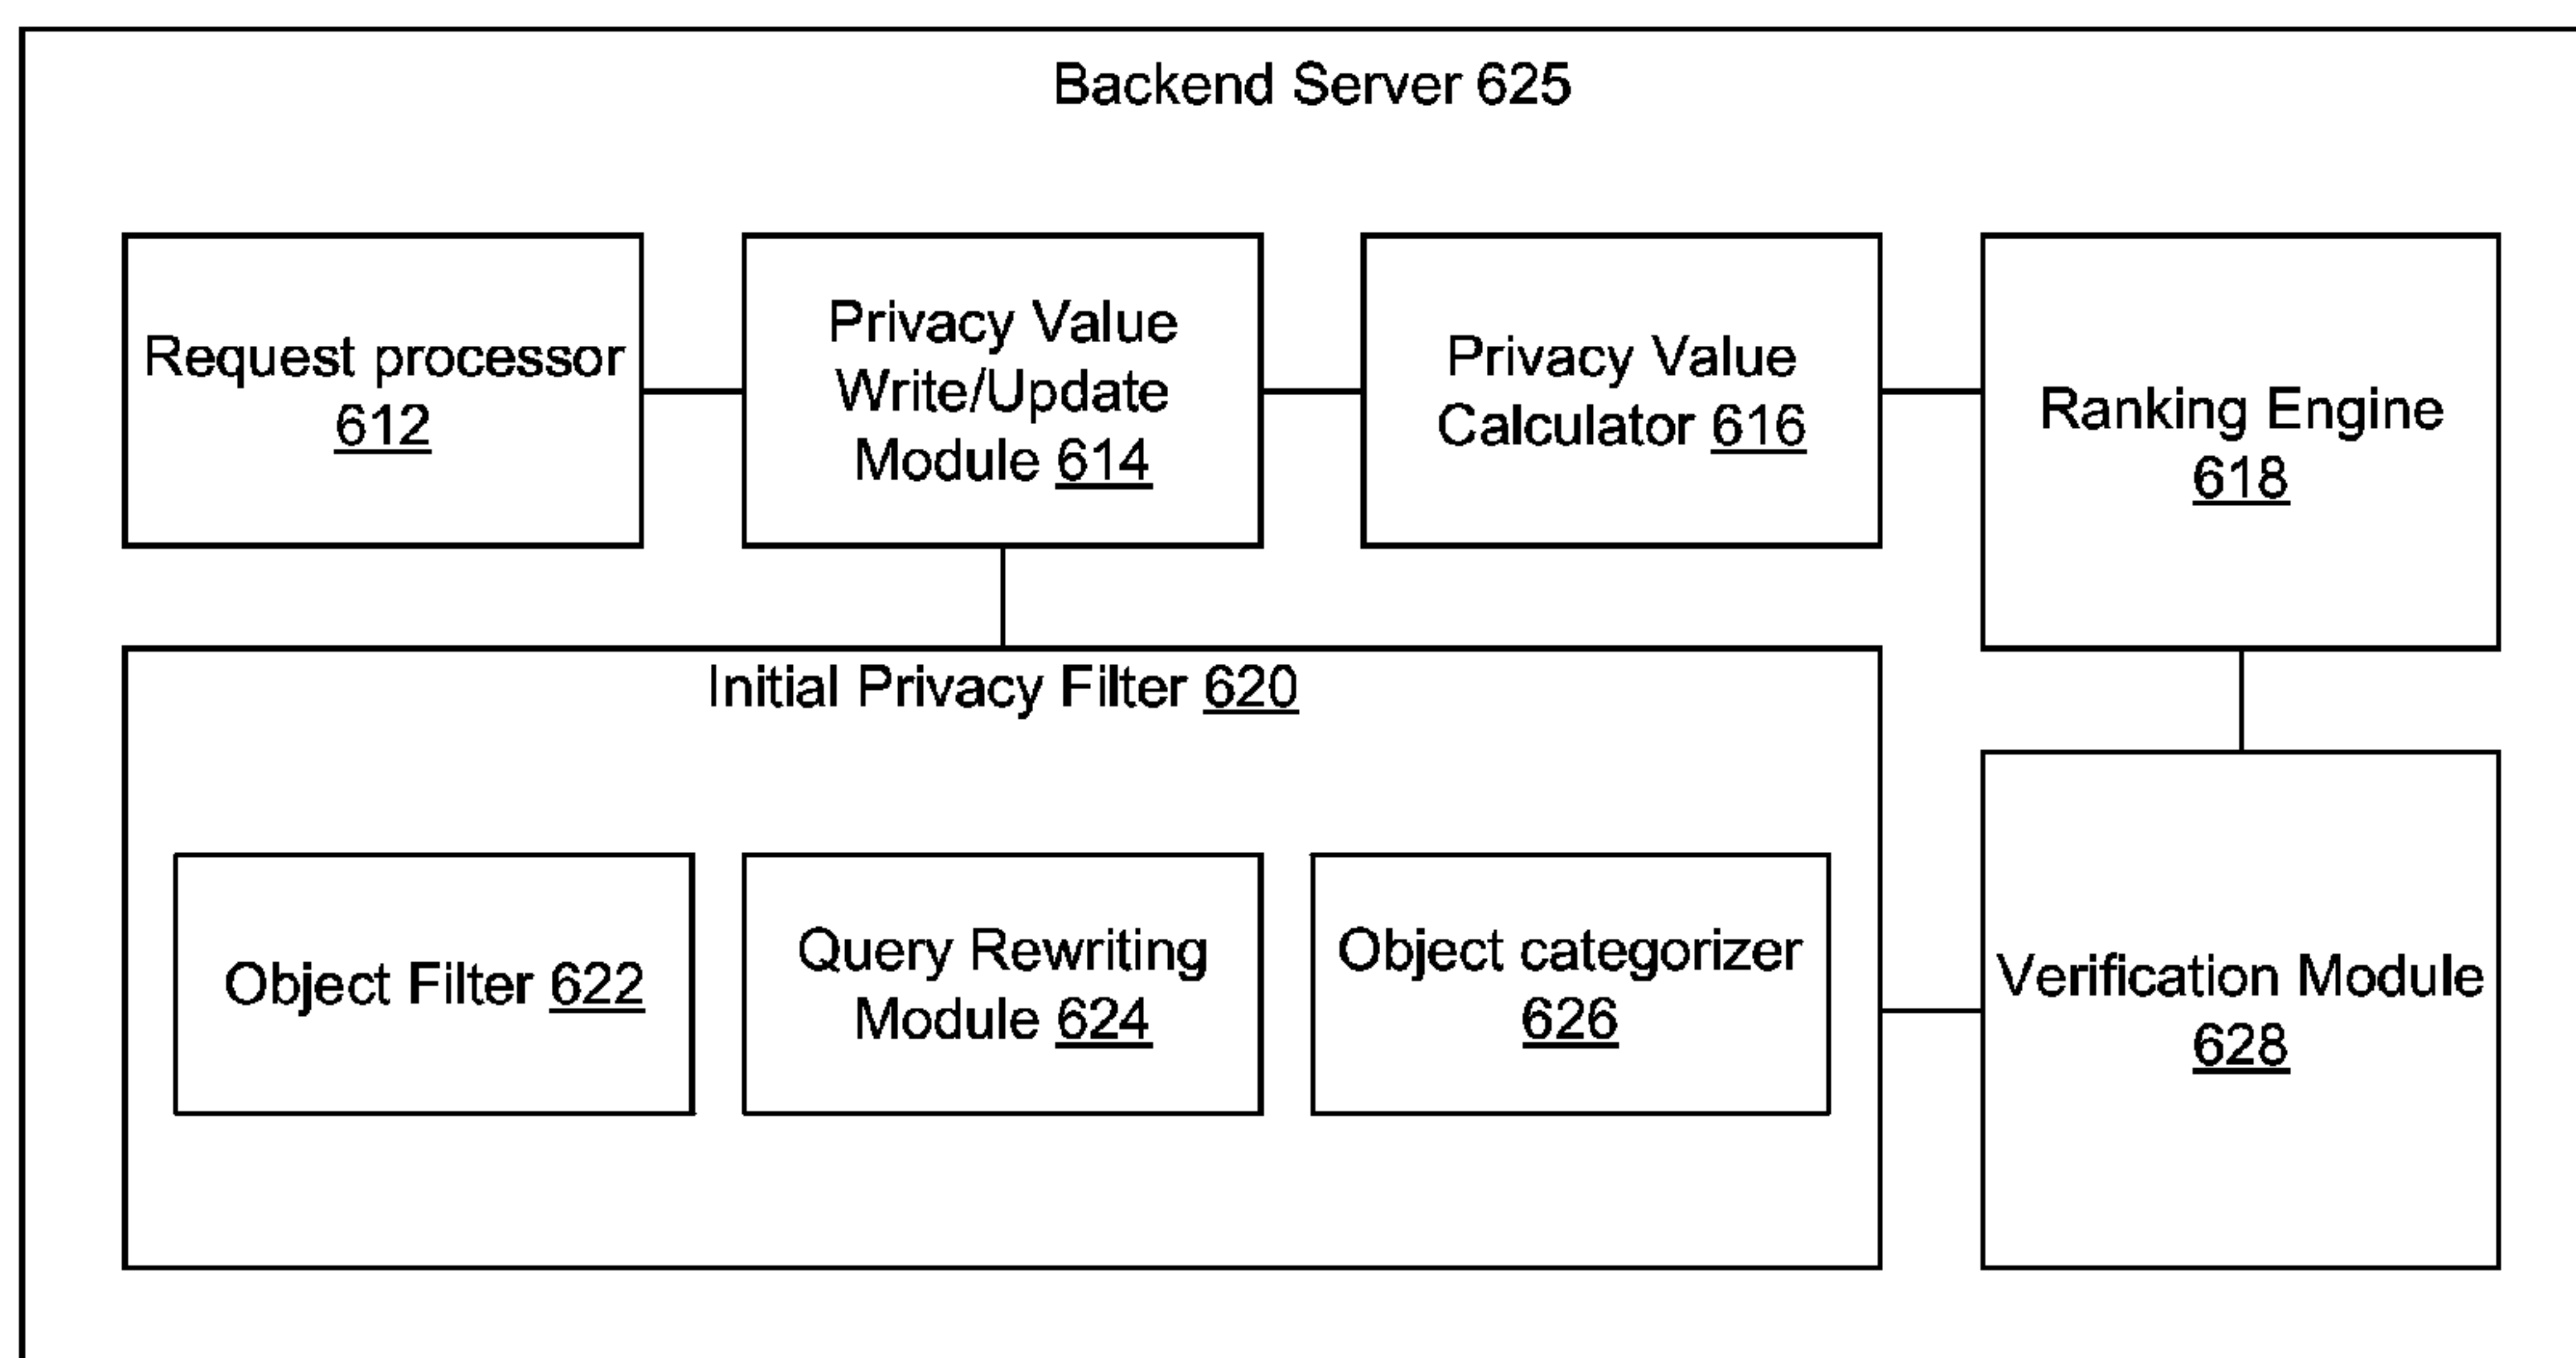 Backend Server 625
Request processor
612
Privacy Value
Write/Update
Module 614
Privacy Value
Calculator 616
Ranking Engine
618
Initial Privacy Filter 620
Object Filter 622
Query Rewriting
Module 624
Object categorizer
626
Verification Module
628